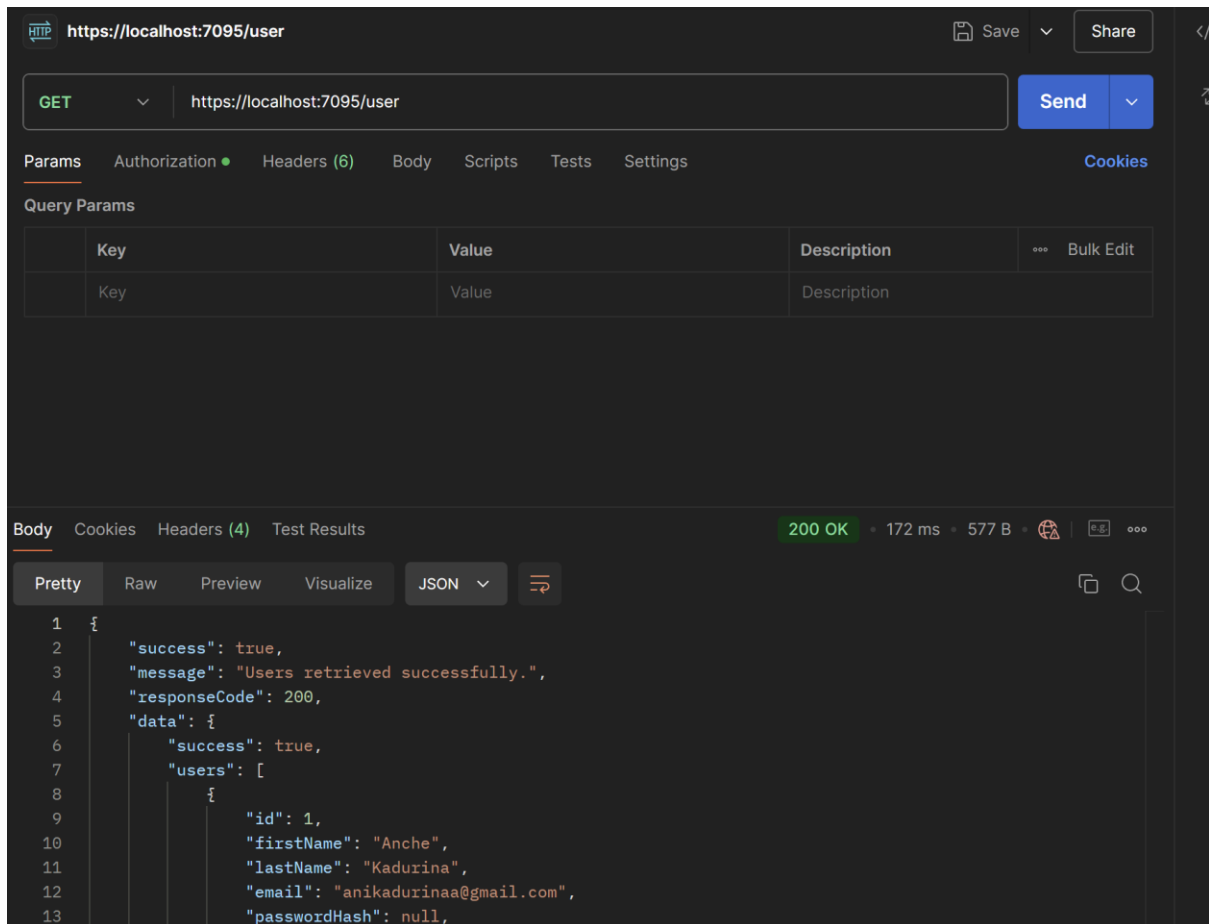 HTTP https://localhost:7095/user Save Share </
GET https://localhost:7095/user Send
Params Authorization Headers (6) Body Scripts Tests Settings Cookies
Query Params
Key Value Description Bulk Edit
Key Value Description
Body Cookies Headers (4) Test Results 200 OK 172 ms 577 B e.g.
Pretty Raw Preview Visualize JSON
1 {
2 "success": true,
3 "message": "Users retrieved successfully.",
4 "responseCode": 200,
5 "data": {
6 "success": true,
7 "users": [
8 {
9 "id": 1,
10 "firstName": "Anche",
11 "lastName": "Kadurina",
12 "email": "anikadurinaa@gmail.com",
13 "passwordHash": null,